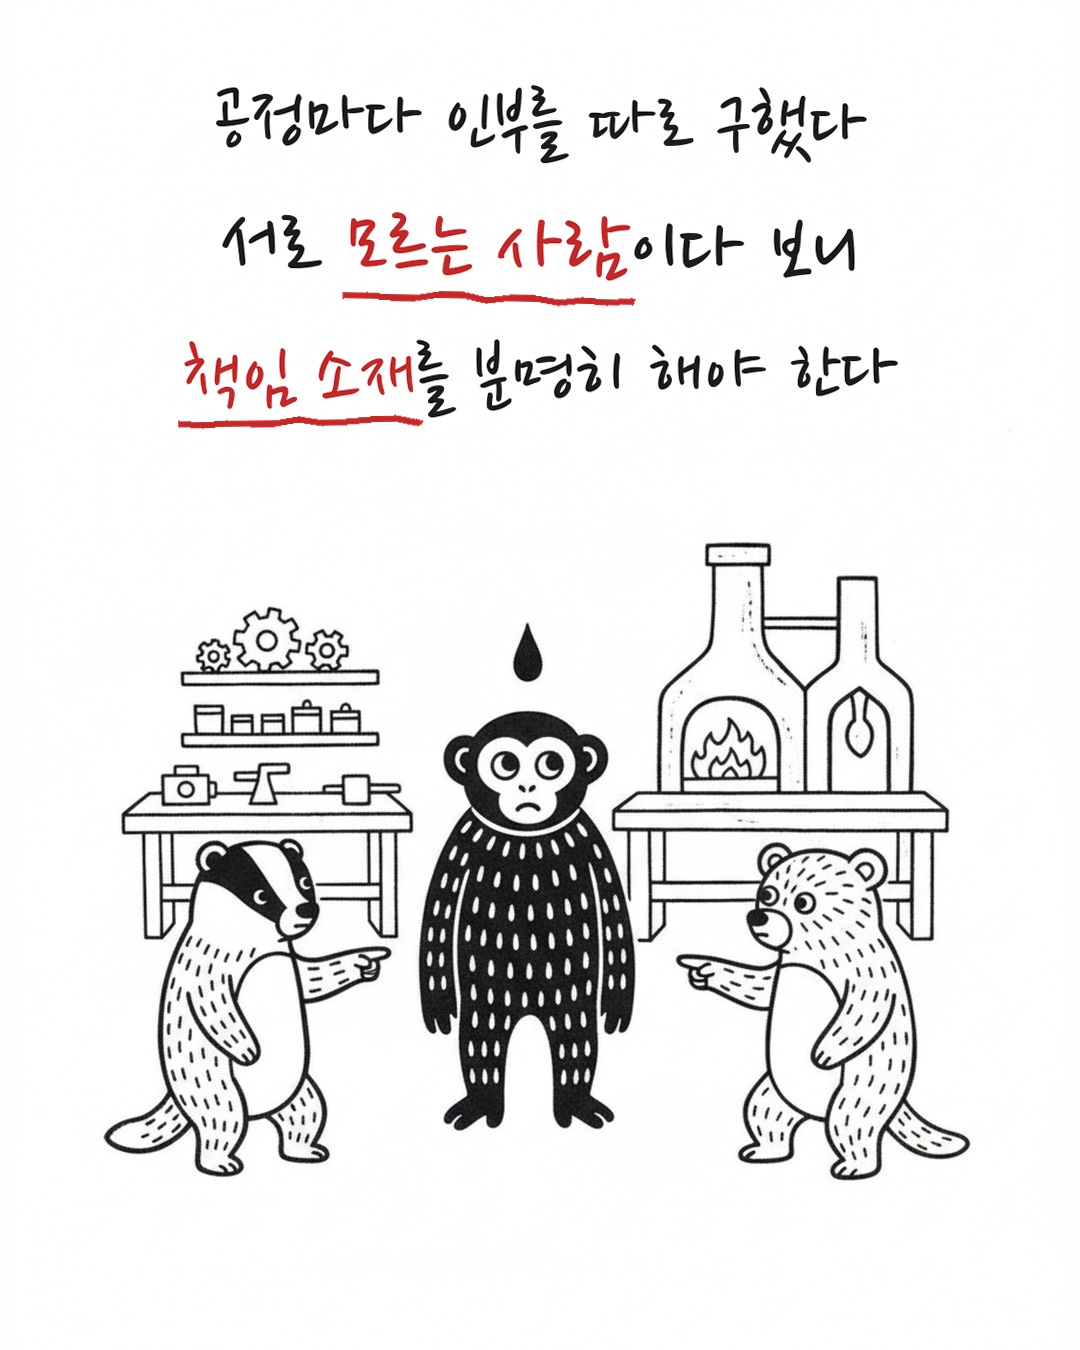 공정마다 인부를 따로 구했다
서로 모르는 사람이다 보니
책임 소재를 분명히 해야 한다